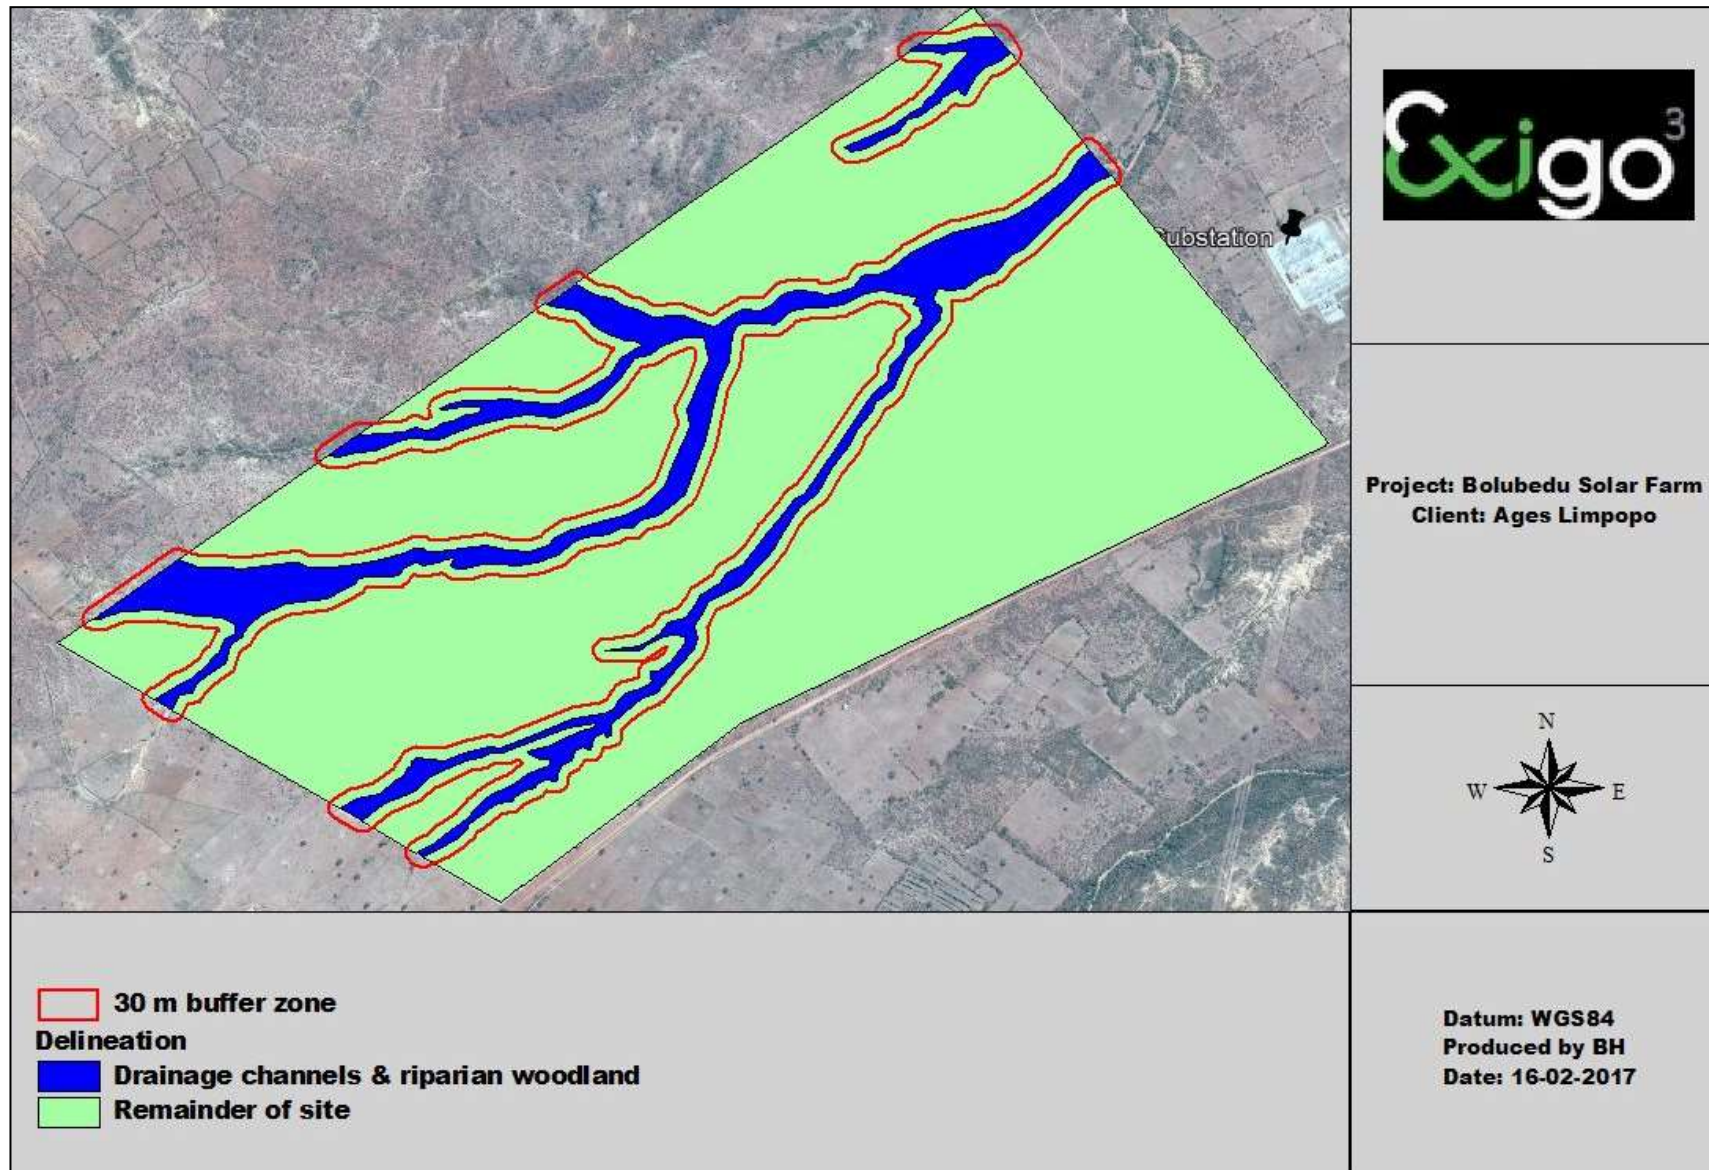 Exigo3
Substation
Project: Bolubedu Solar Farm
Client: Ages Limpopo
N
W
E
S
30 m buffer zone
Delineation
Drainage channels & riparian woodland
Remainder of site
Datum: WGS84
Produced by BH
Date: 16-02-2017